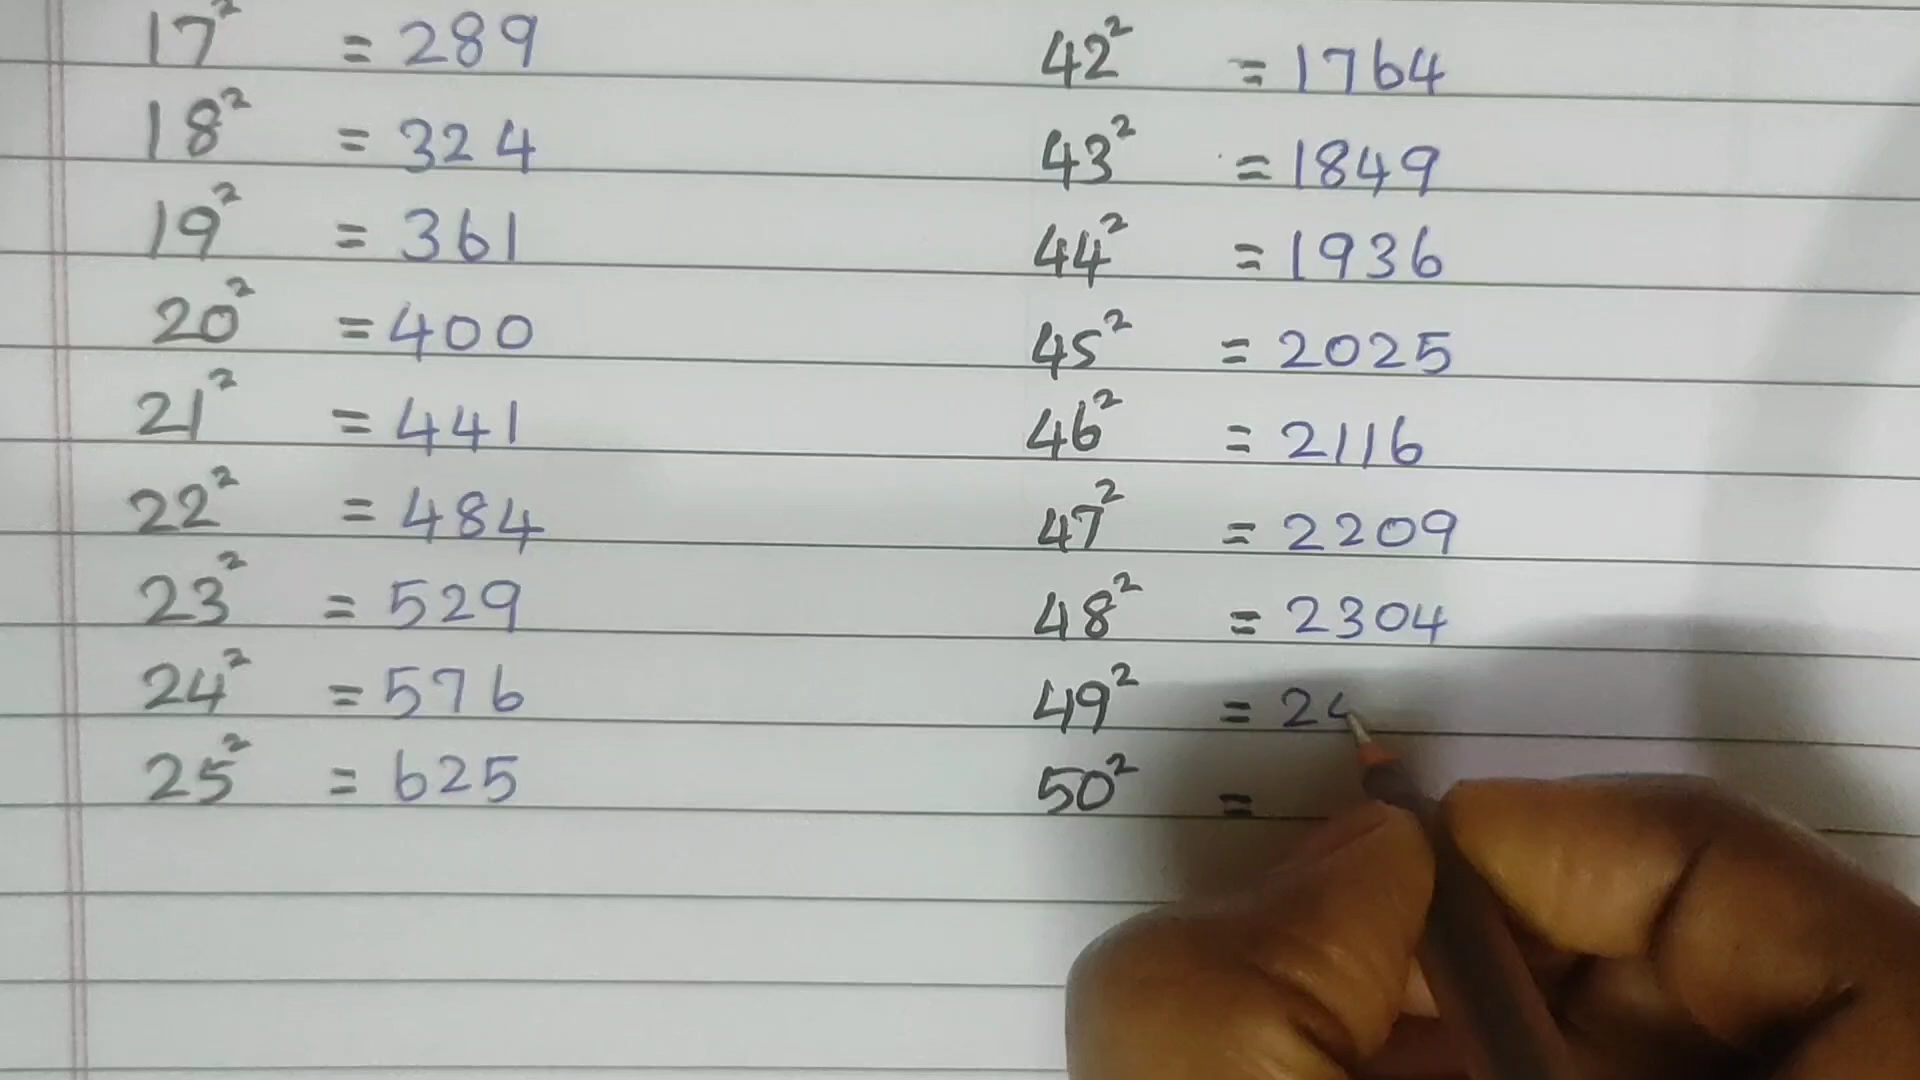 17² = 289
18² = 324
19² = 361
20² = 400
21² = 441
22² = 484
23² = 529
24² = 576
25² = 625
42² = 1764
43² = 1849
44² = 1936
45² = 2025
46² = 2116
47² = 2209
48² = 2304
49² = 24
50² =